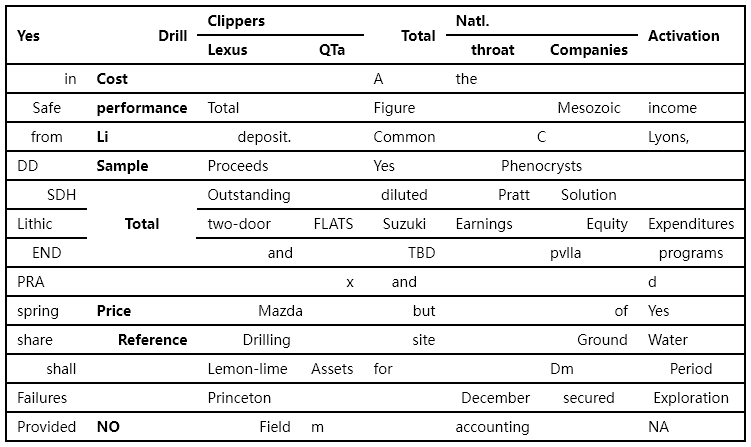 Yes Drill Clippers Total Natl. Activation
Lexus QTa throat Companies
in Cost A the
Safe performance Total Figure Mesozoic income
from Li deposit. Common C Lyons,
DD Sample Proceeds Yes Phenocrysts
SDH Outstanding diluted Pratt Solution
Lithic Total two-door FLATS Suzuki Earnings Equity Expenditures
END and TBD pvlla programs
PRA x and d
spring Price Mazda but of Yes
share Reference Drilling site Ground Water
shall Lemon-lime Assets for Dm Period
Failures Princeton December secured Exploration
Provided NO Field m accounting NA